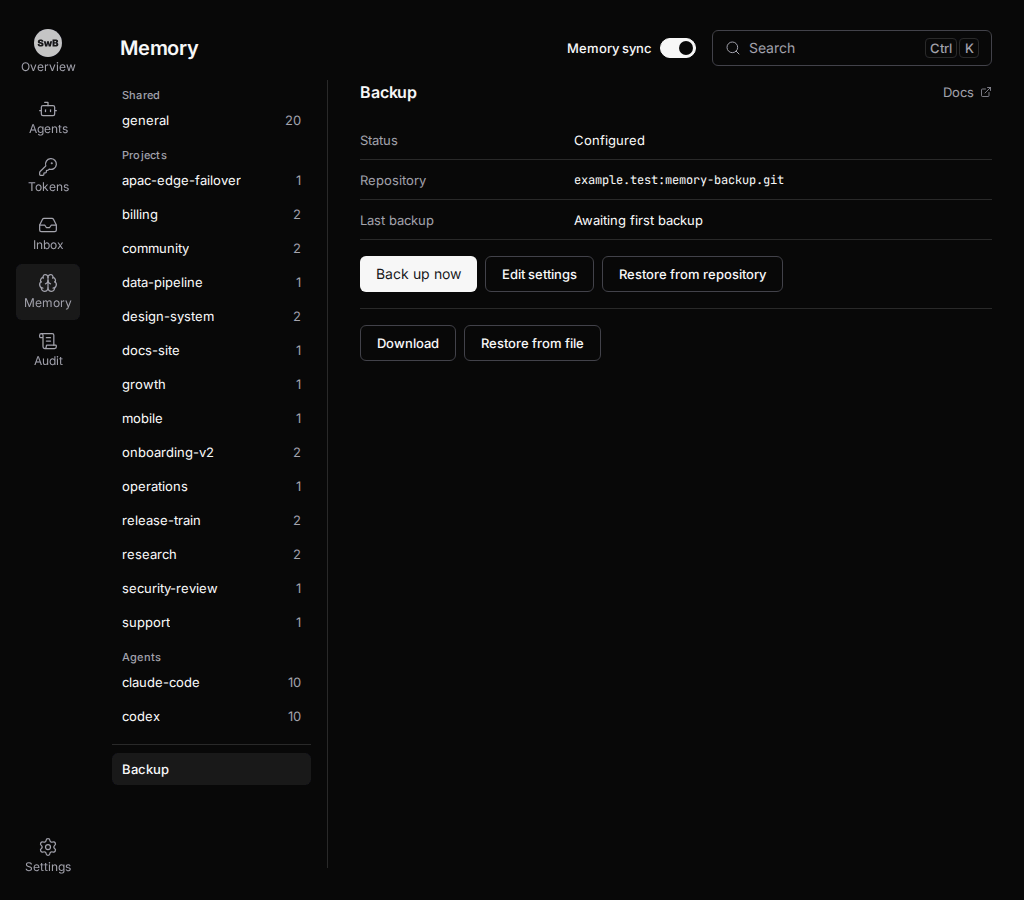 SwB
Overview
Agents
Tokens
Inbox
Memory
Audit
Settings
Memory
Memory sync
Search
Ctrl K
Shared
general 20
Projects
apac-edge-failover 1
billing 2
community 2
data-pipeline 1
design-system 2
docs-site 1
growth 1
mobile 1
onboarding-v2 2
operations 1
release-train 2
research 2
security-review 1
support 1
Agents
claude-code 10
codex 10
Backup
Backup
Docs
Status Configured
Repository example.test:memory-backup.git
Last backup Awaiting first backup
Back up now Edit settings Restore from repository
Download Restore from file